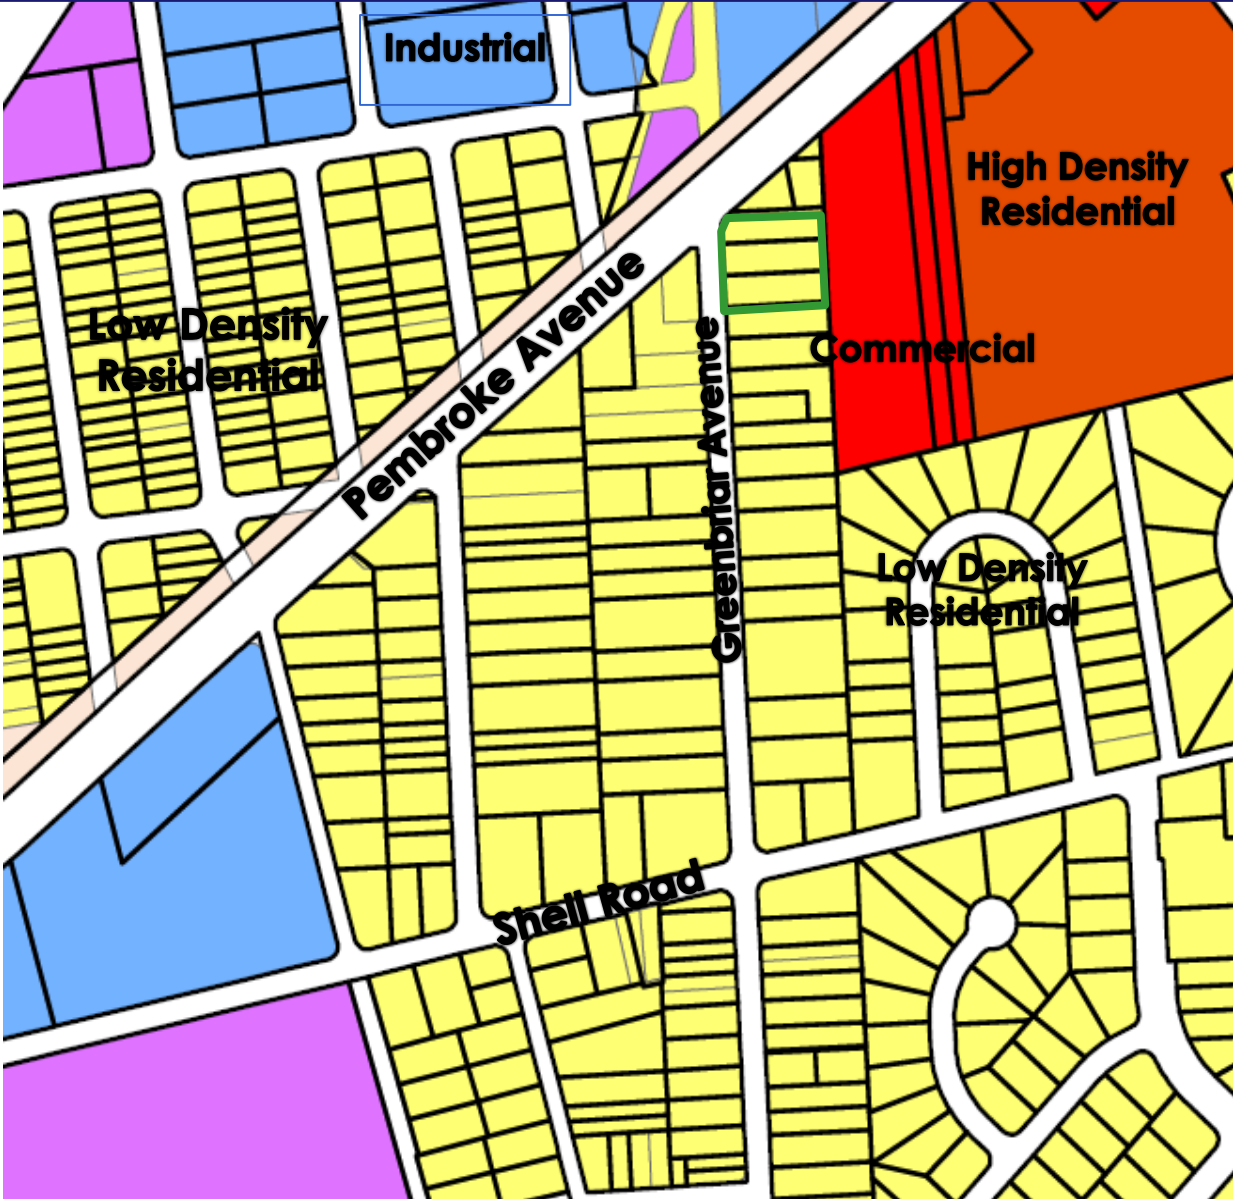 Industrial
High Density
Residential
Pembroke Avenue
Low Density
Residential
Commercial
Greenbriar Avenue
Low Density
Residential
Shell Road